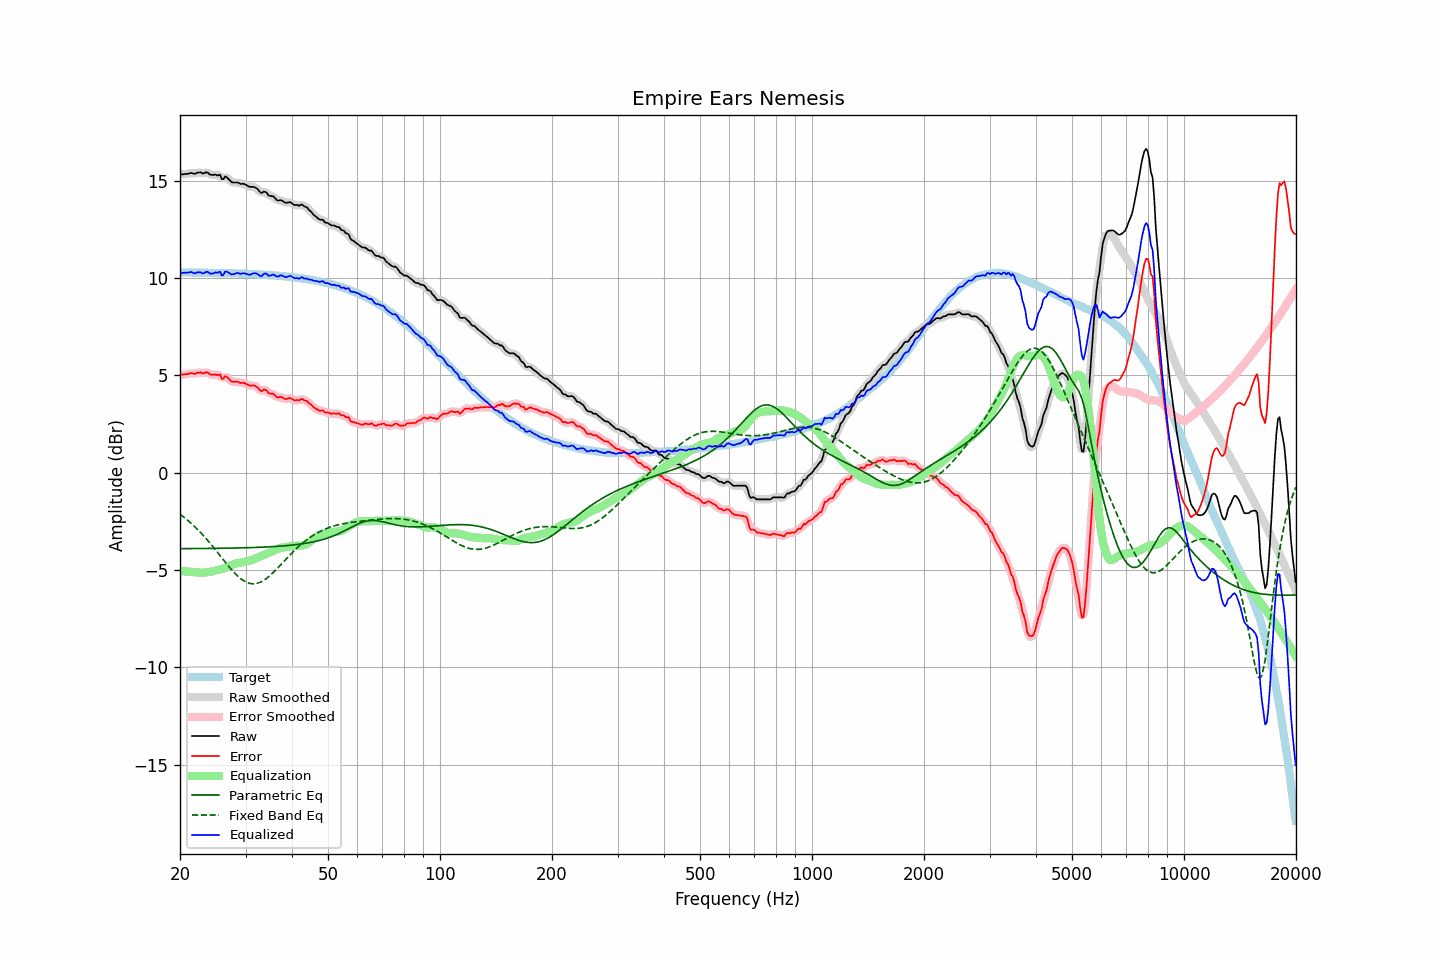 Empire Ears Nemesis
Amplitude (dBr)
15
10
5
0
−5
−10
−15
Target
Raw Smoothed
Error Smoothed
Raw
Error
Equalization
Parametric Eq
Fixed Band Eq
Equalized
20 50 100 200 500 1000 2000 5000 10000 20000
Frequency (Hz)